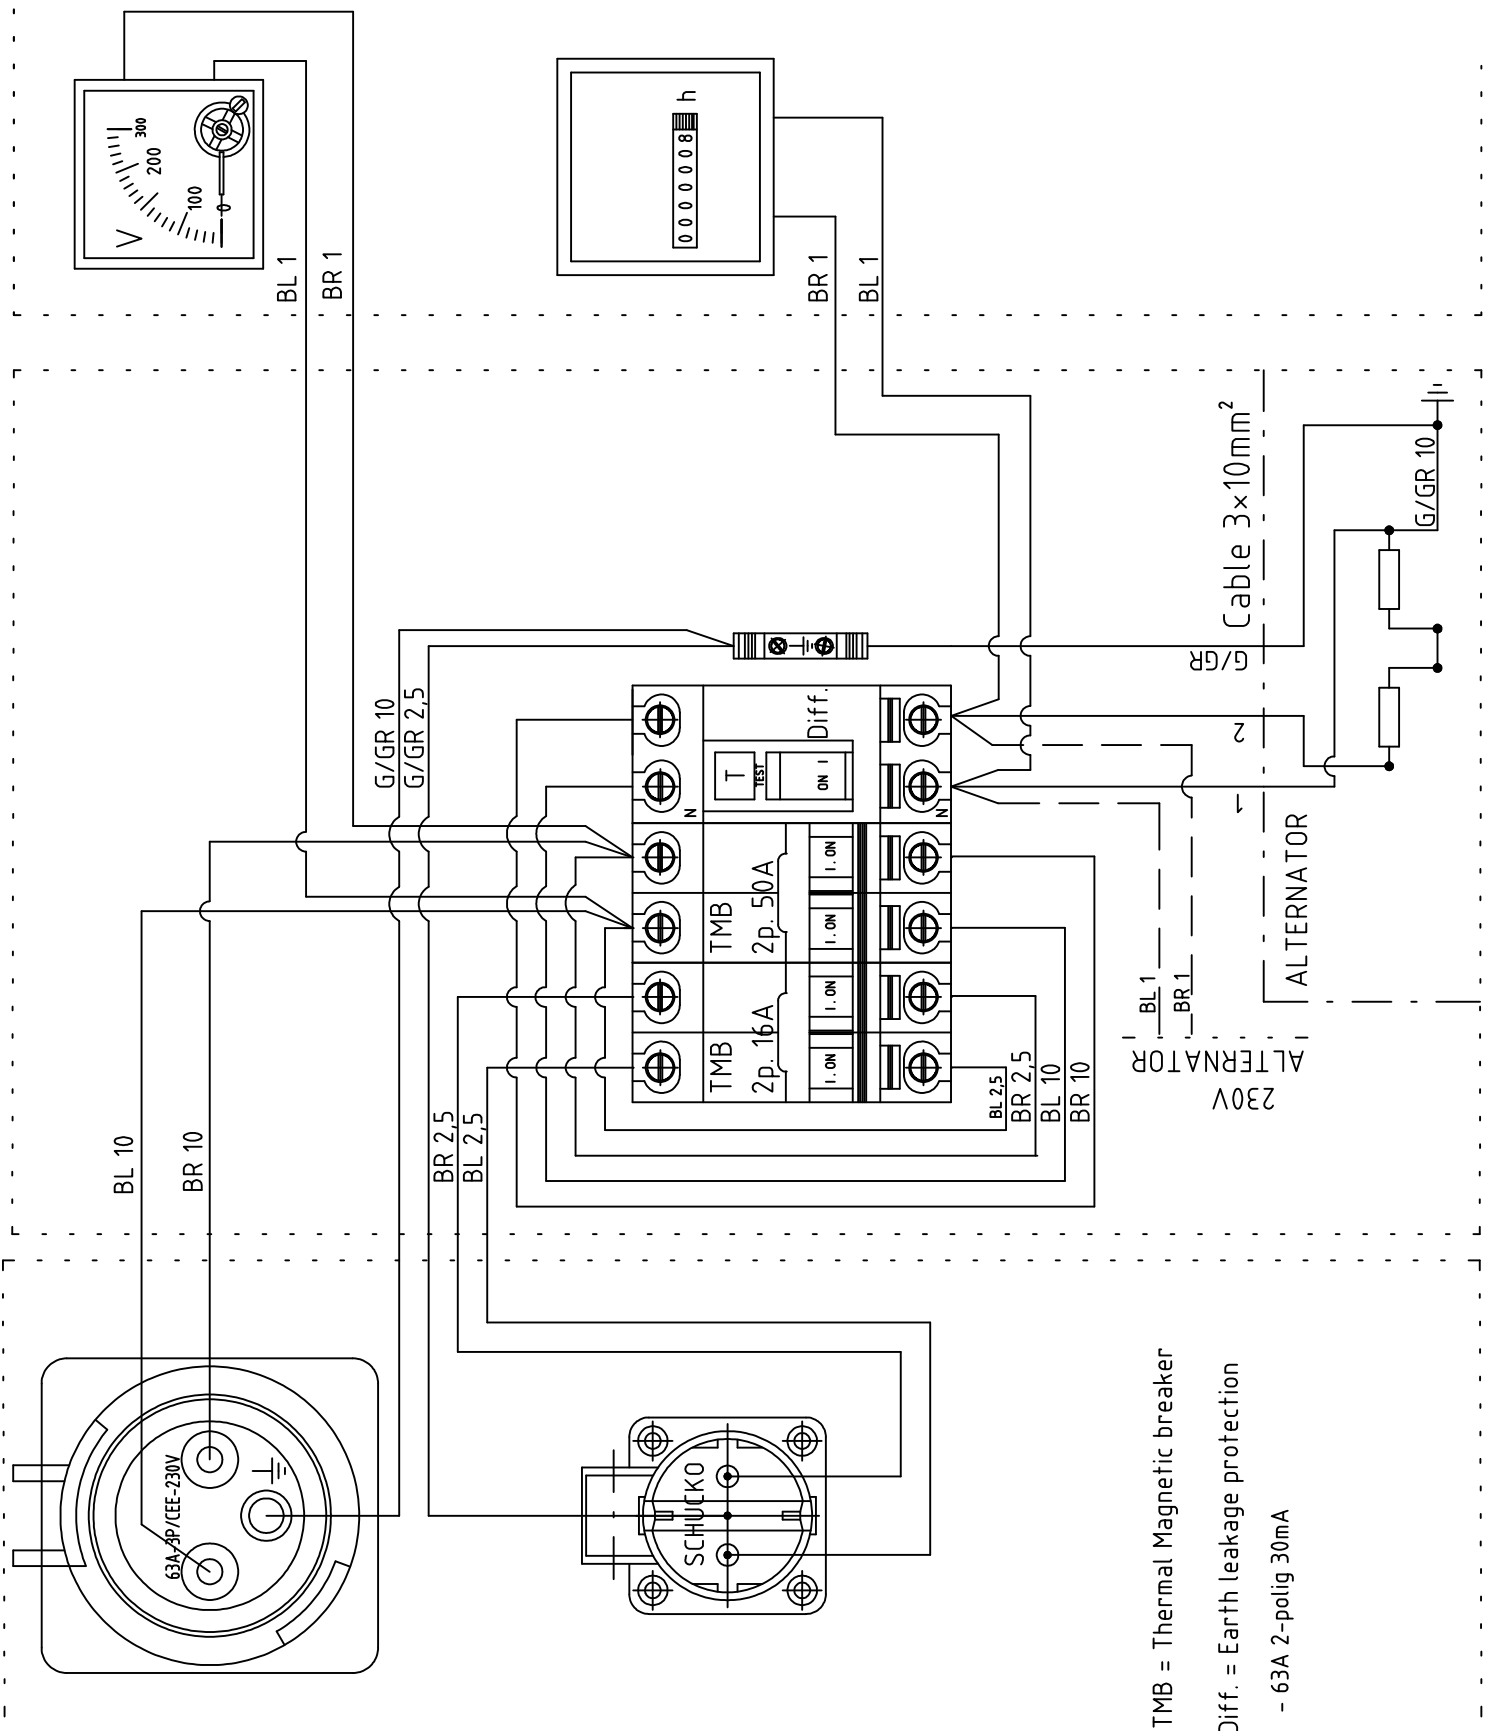 V
0
100
200
300
BL 1
BR 1
0 0 0 0 0 0 8
h
BR 1
BL 1
Cable 3×10mm²
G/GR 10
G/GR
2
1
ALTERNATOR
G/GR 10
G/GR 2,5
Diff.
T
TEST
ON I
N
N
TMB
2p. 50A
I. ON
I. ON
TMB
2p. 16A
I. ON
I. ON
BL 2,5
BR 2,5
BL 10
BR 10
BL 1
BR 1
230V
ALTERNATOR
BL 10
BR 10
BR 2,5
BL 2,5
63A-3P/CEE-230V
SCHUCKO
TMB = Thermal Magnetic breaker
Diff. = Earth leakage protection
- 63A 2-polig 30mA